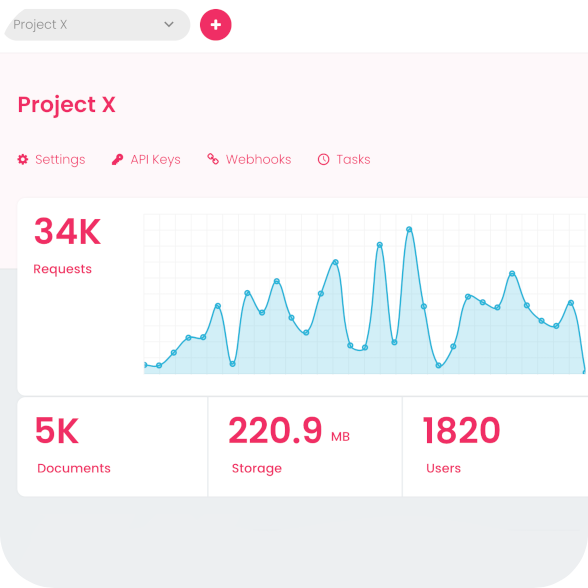 Project X
Project X
Settings API Keys Webhooks Tasks
34K
Requests
5K 220.9 MB 1820
Documents Storage Users